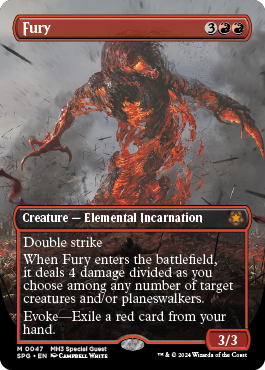 Fury 3
Creature — Elemental Incarnation
Double strike
When Fury enters the battlefield,
it deals 4 damage divided as you
choose among any number of target
creatures and/or planeswalkers.
Evoke—Exile a red card from your
hand.
3/3
M 0047 MH3 Special Guest
SPG • EN Campbell White
™ & © 2024 Wizards of the Coast